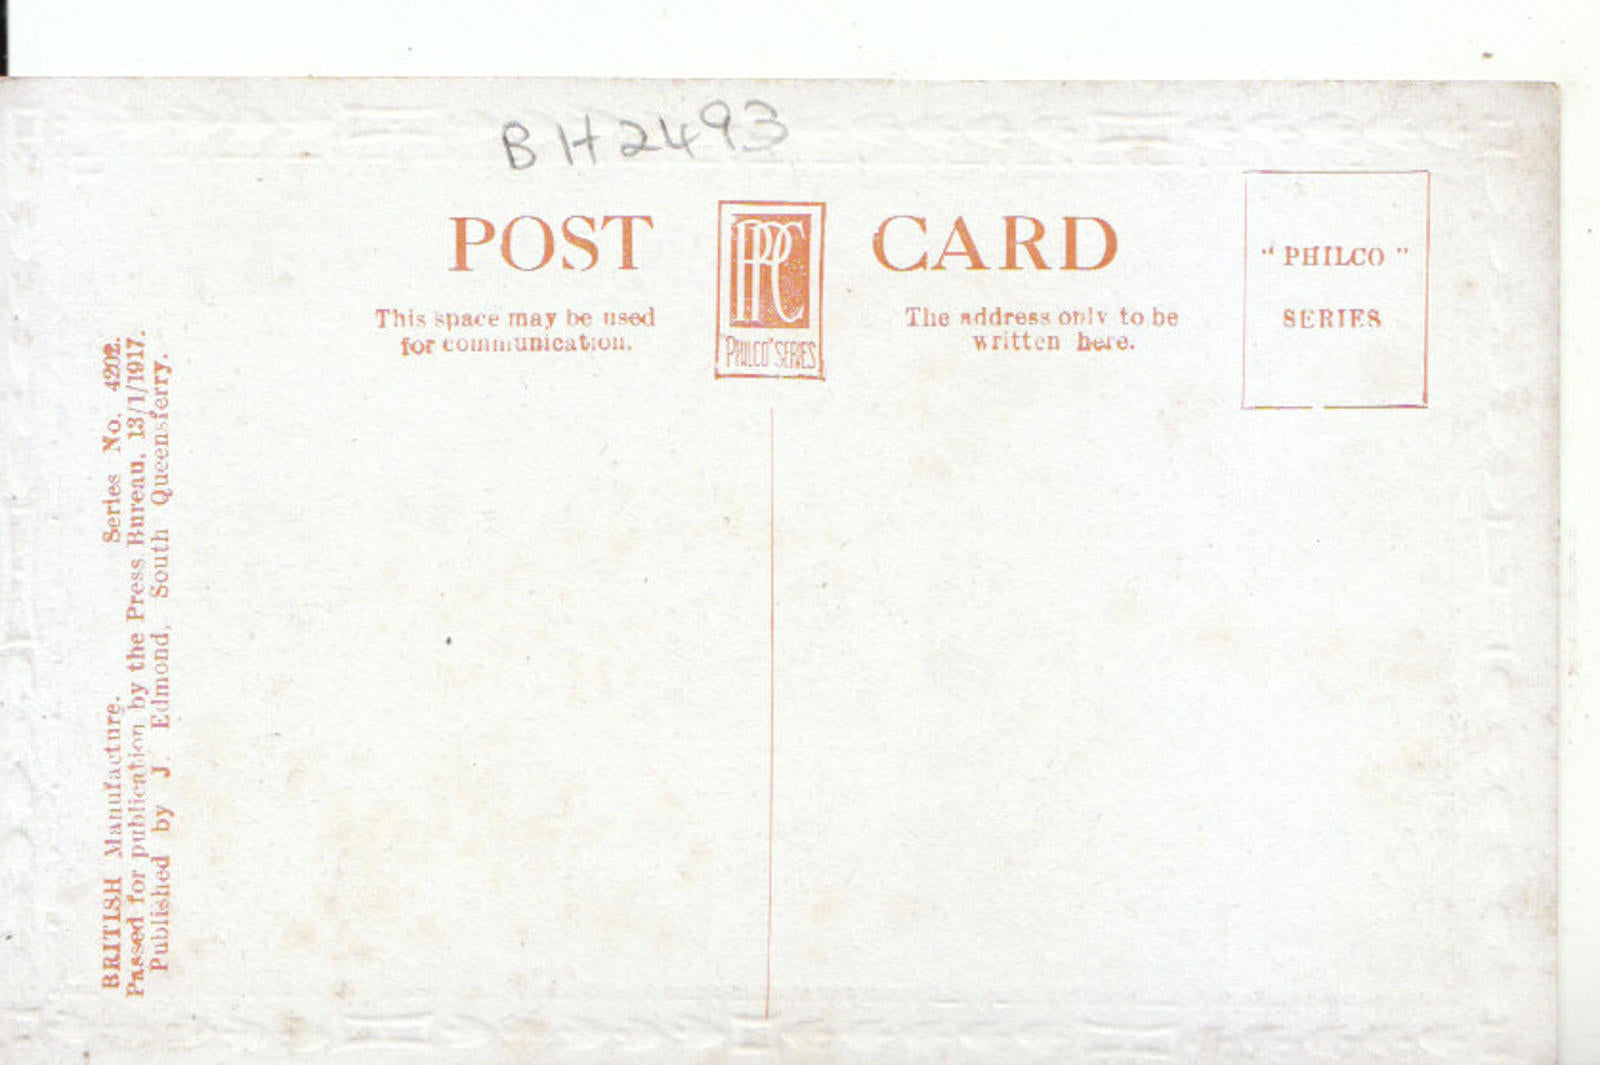 BH2493
POST CARD
This space may be used
for communication.
PPC
"PHILCO" SERIES
The address only to be
written here.
" PHILCO "
SERIES
BRITISH Manufacture. Series No. 4202.
Passed for publication by the Press Bureau, 13/1/1917.
Published by J. Edmond, South Queensferry.